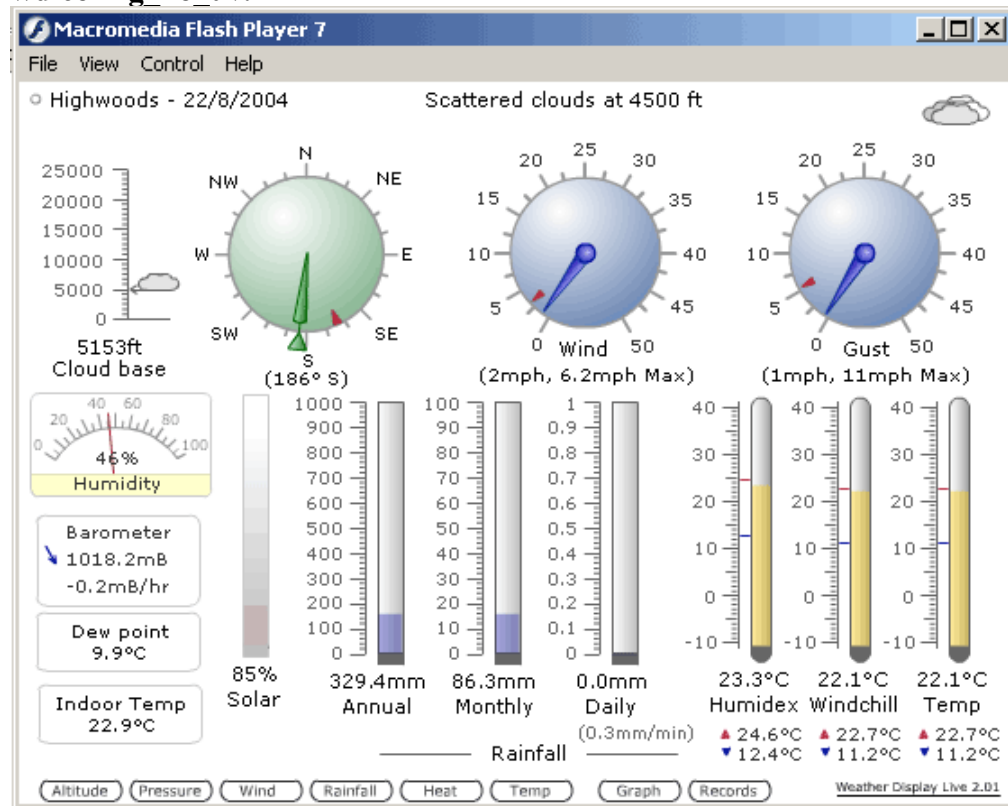 Macromedia Flash Player 7
File View Control Help
Highwoods - 22/8/2004
Scattered clouds at 4500 ft
25000
20000
15000
10000
5000
0
5153ft
Cloud base
N
NE
E
SE
S
SW
W
NW
(186° S)
0
5
10
15
20
25
30
35
40
45
50
Wind
(2mph, 6.2mph Max)
0
5
10
15
20
25
30
35
40
45
50
Gust
(1mph, 11mph Max)
0
20
40
60
80
100
46%
Humidity
Barometer
1018.2mB
-0.2mB/hr
Dew point
9.9°C
Indoor Temp
22.9°C
85%
Solar
1000
900
800
700
600
500
400
300
200
100
0
329.4mm
Annual
100
90
80
70
60
50
40
30
20
10
0
86.3mm
Monthly
1
0.9
0.8
0.7
0.6
0.5
0.4
0.3
0.2
0.1
0
0.0mm
Daily
(0.3mm/min)
Rainfall
40
30
20
10
0
-10
23.3°C
Humidex
24.6°C
12.4°C
40
30
20
10
0
-10
22.1°C
Windchill
22.7°C
11.2°C
40
30
20
10
0
-10
22.1°C
Temp
22.7°C
11.2°C
Altitude Pressure Wind Rainfall Heat Temp Graph Records
Weather Display Live 2.01